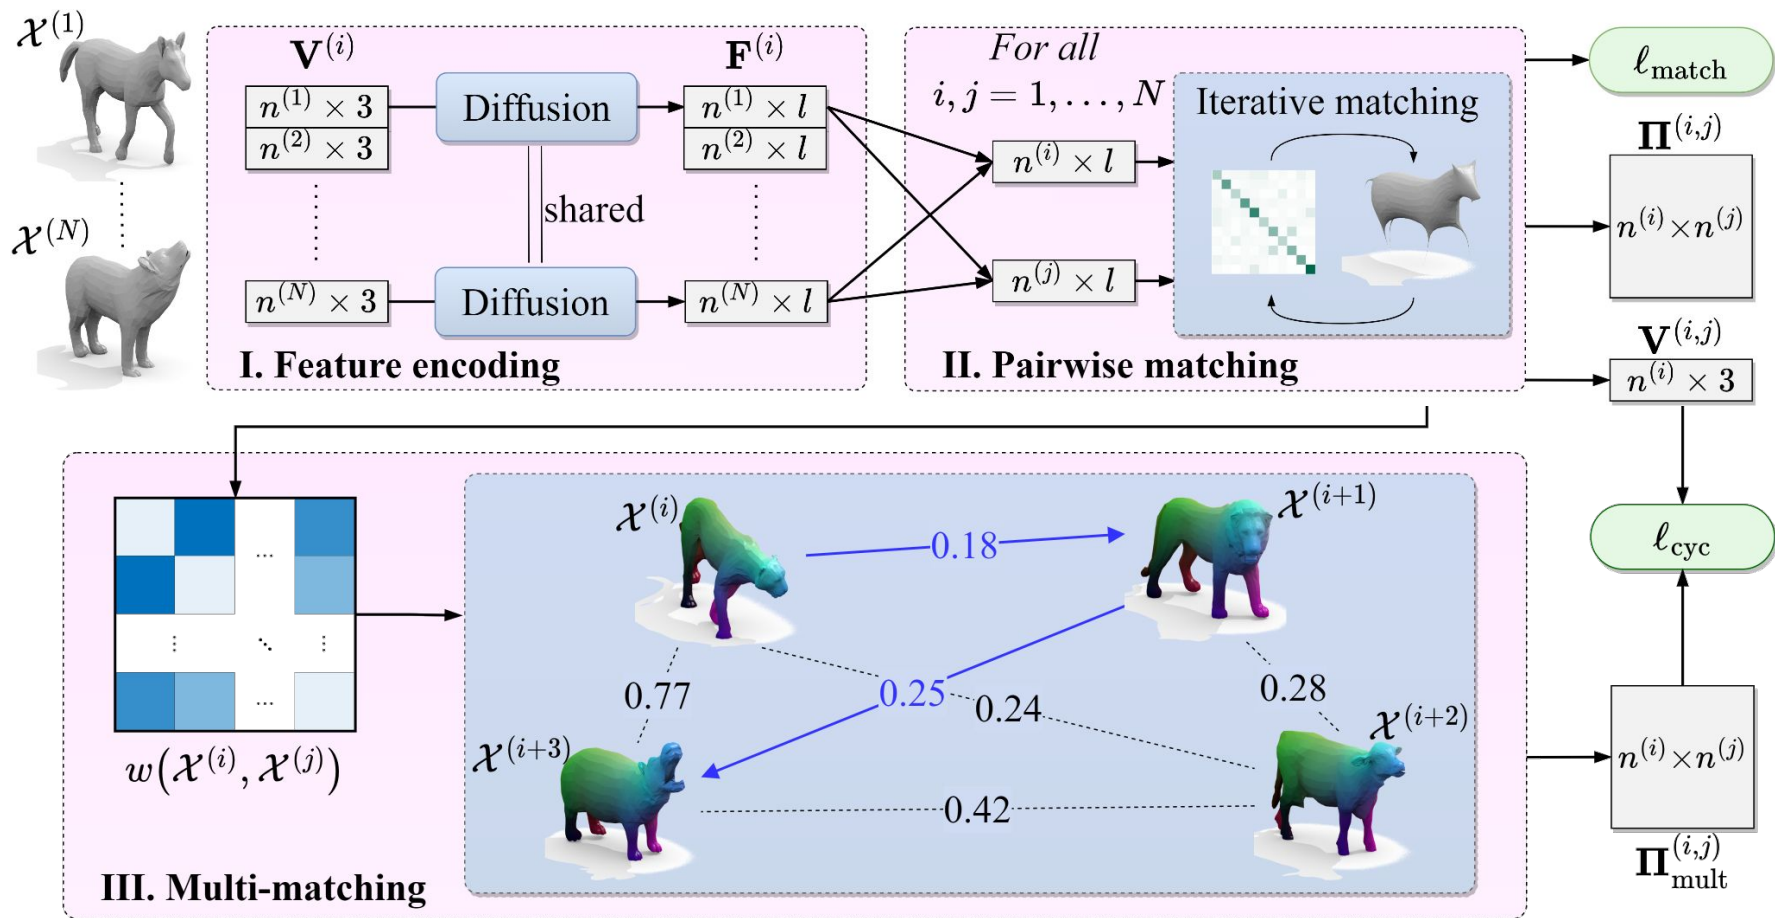 𝒳^(1)
𝒳^(N)
V^(i)
F^(i)
n^(1) × 3
Diffusion
n^(1) × l
n^(2) × 3
n^(2) × l
shared
n^(N) × 3
Diffusion
n^(N) × l
I. Feature encoding
For all
i, j = 1, . . . , N
Iterative matching
n^(i) × l
n^(j) × l
II. Pairwise matching
ℓ_match
Π^(i,j)
n^(i) × n^(j)
V^(i,j)
n^(i) × 3
ℓ_cyc
n^(i) × n^(j)
Π_mult^(i,j)
...
...
w(𝒳^(i), 𝒳^(j))
𝒳^(i)
𝒳^(i+1)
0.18
0.77
0.25
0.24
0.28
𝒳^(i+2)
𝒳^(i+3)
0.42
III. Multi-matching